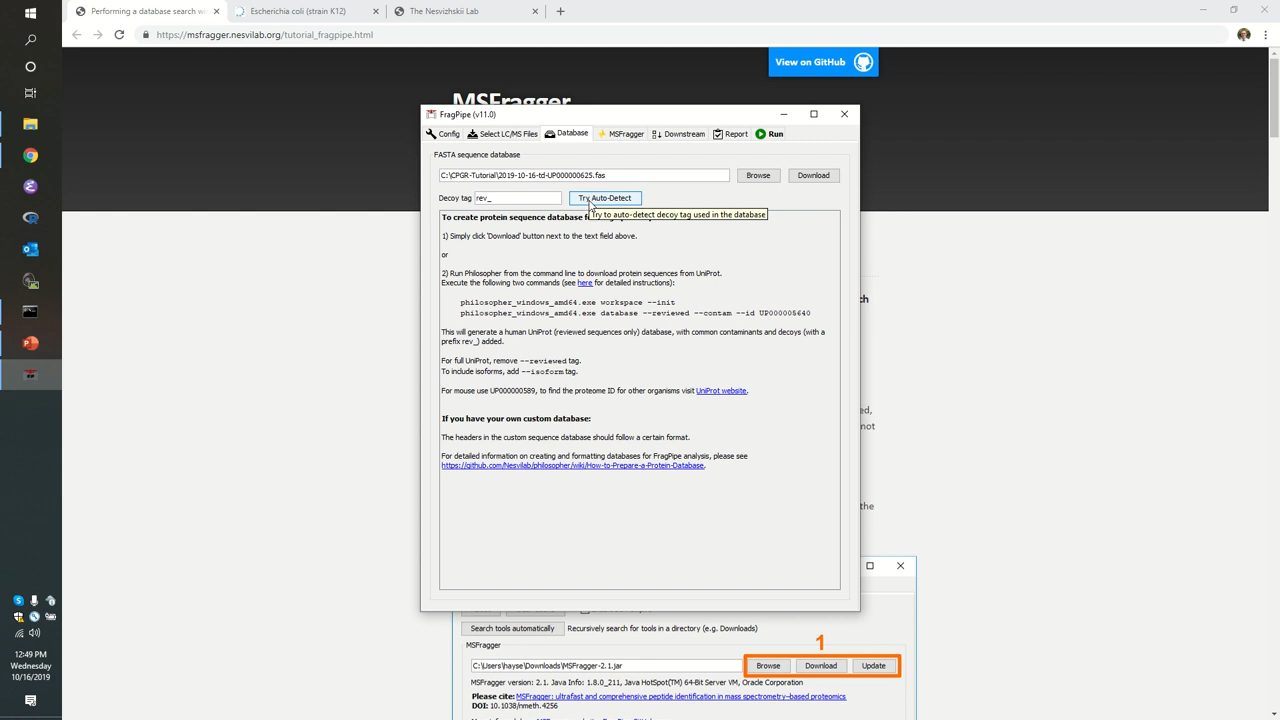 Performing a database search wi
Escherichia coli (strain K12)
The Nesvizhskii Lab
https://msfragger.nesvilab.org/tutorial_fragpipe.html
View on GitHub
MSFragger
FragPipe (v11.0)
Config
Select LC/MS Files
Database
MSFragger
Downstream
Report
Run
FASTA sequence database
C:\CPGR-Tutorial\2019-10-16-td-UP000000625.fas
Browse
Download
Decoy tag
rev_
Try Auto-Detect
Try to auto-detect decoy tag used in the database
To create protein sequence database
1) Simply click 'Download' button next to the text field above.
or
2) Run Philosopher from the command line to download protein sequences from UniProt.
Execute the following two commands (see here for detailed instructions):
philosopher_windows_amd64.exe workspace --init
philosopher_windows_amd64.exe database --reviewed --contam --id UP000005640
This will generate a human UniProt (reviewed sequences only) database, with common contaminants and decoys (with a
prefix rev_) added.
For full UniProt, remove --reviewed tag.
To include isoforms, add --isoform tag.
For mouse use UP000000589, to find the proteome ID for other organisms visit UniProt website.
If you have your own custom database:
The headers in the custom sequence database should follow a certain format.
For detailed information on creating and formatting databases for FragPipe analysis, please see
https://github.com/Nesvilab/philosopher/wiki/How-to-Prepare-a-Protein-Database.
ch
ed,
not
the
Search tools automatically
Recursively search for tools in a directory (e.g. Downloads)
MSFragger
1
C:\Users\hayse\Downloads\MSFragger-2.1.jar
Browse
Download
Update
MSFragger version: 2.1. Java Info: 1.8.0_211, Java HotSpot(TM) 64-Bit Server VM, Oracle Corporation
Please cite: MSFragger: ultrafast and comprehensive peptide identification in mass spectrometry–based proteomics
DOI: 10.1038/nmeth.4256
12:49 PM
Wednesday
10/16/2019